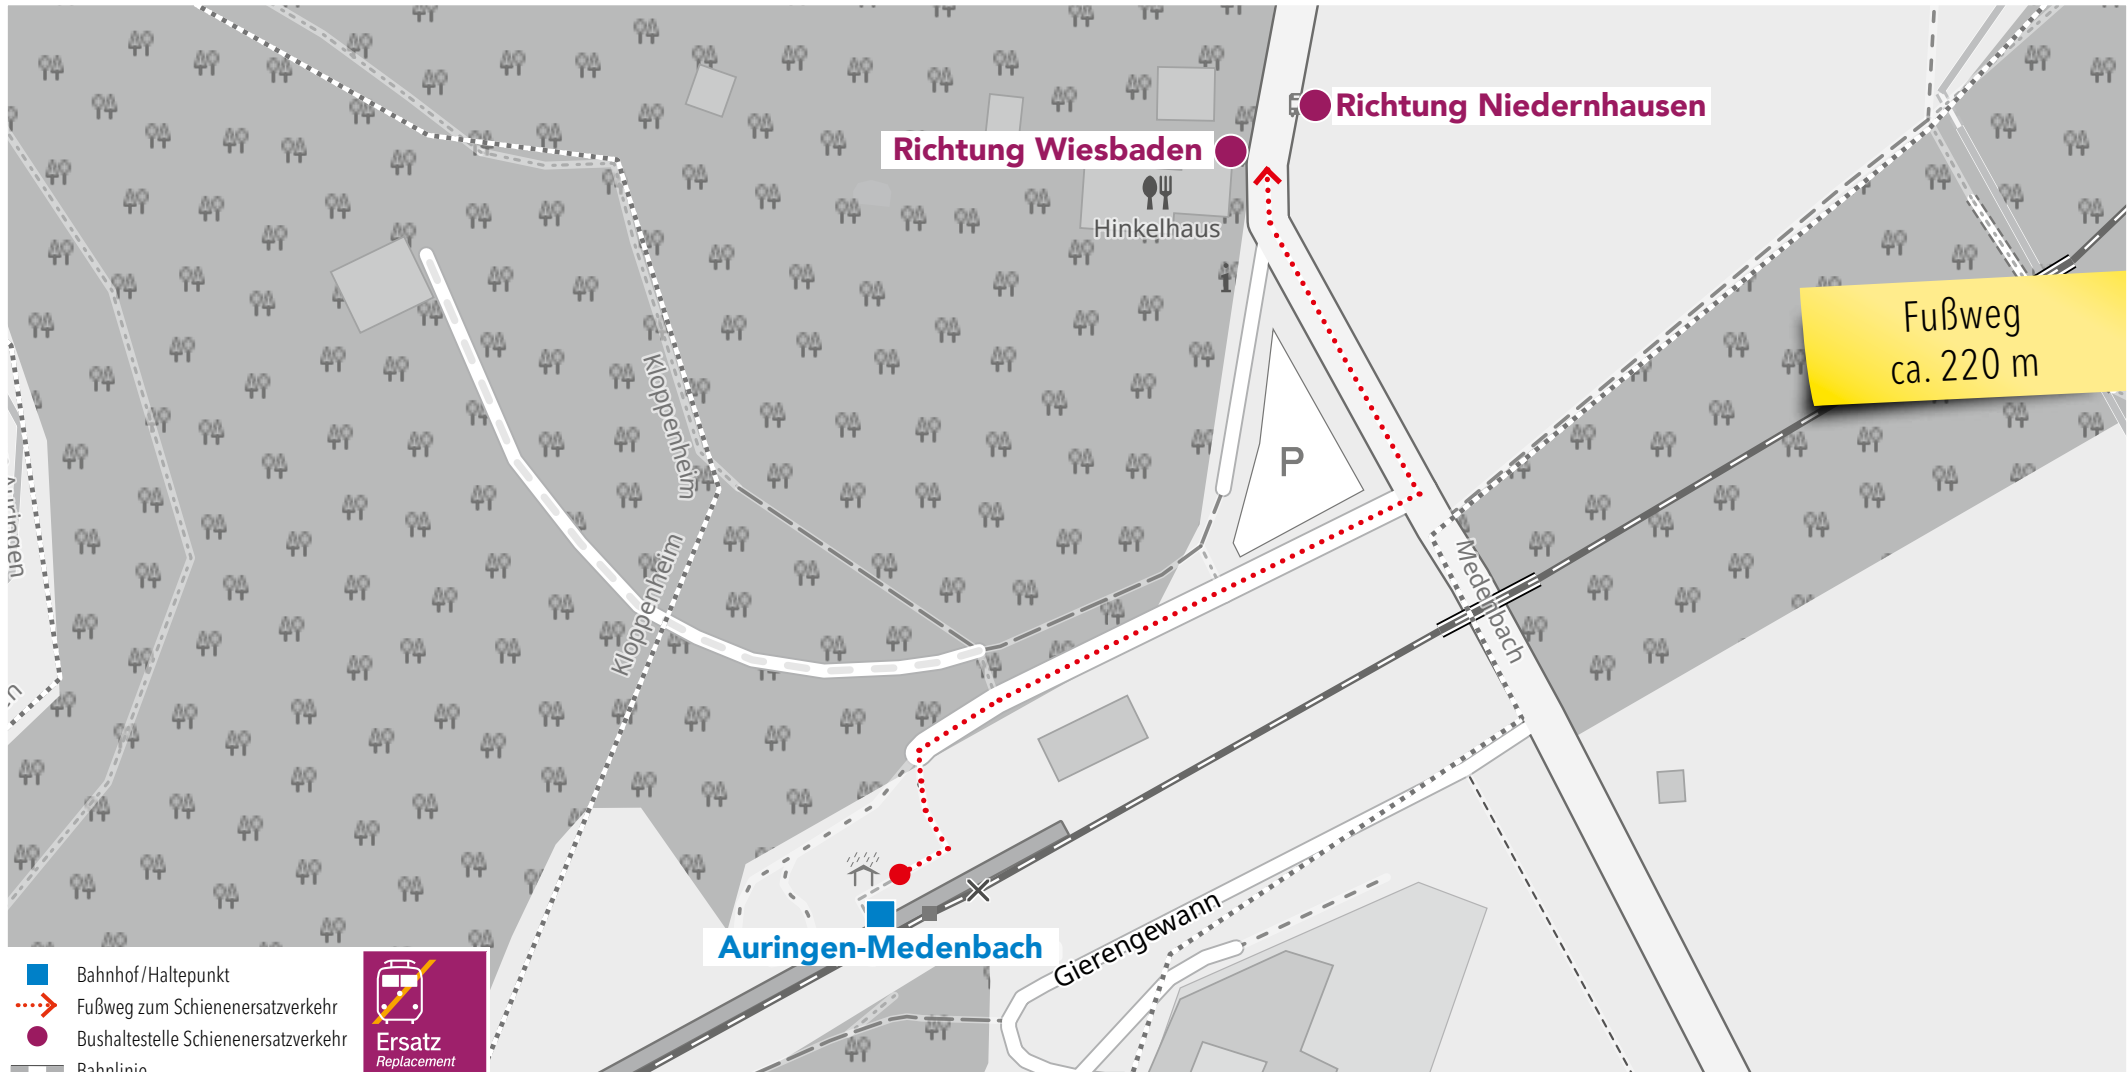 Richtung Niedernhausen
Richtung Wiesbaden
Hinkelhaus
Fußweg
ca. 220 m
Kloppenheim
P
Auringen
Kloppenheim
Medenbach
Gierengewann
Auringen-Medenbach
Bahnhof/Haltepunkt
Fußweg zum Schienenersatzverkehr
Bushaltestelle Schienenersatzverkehr
Bahnlinie
Ersatz
Replacement